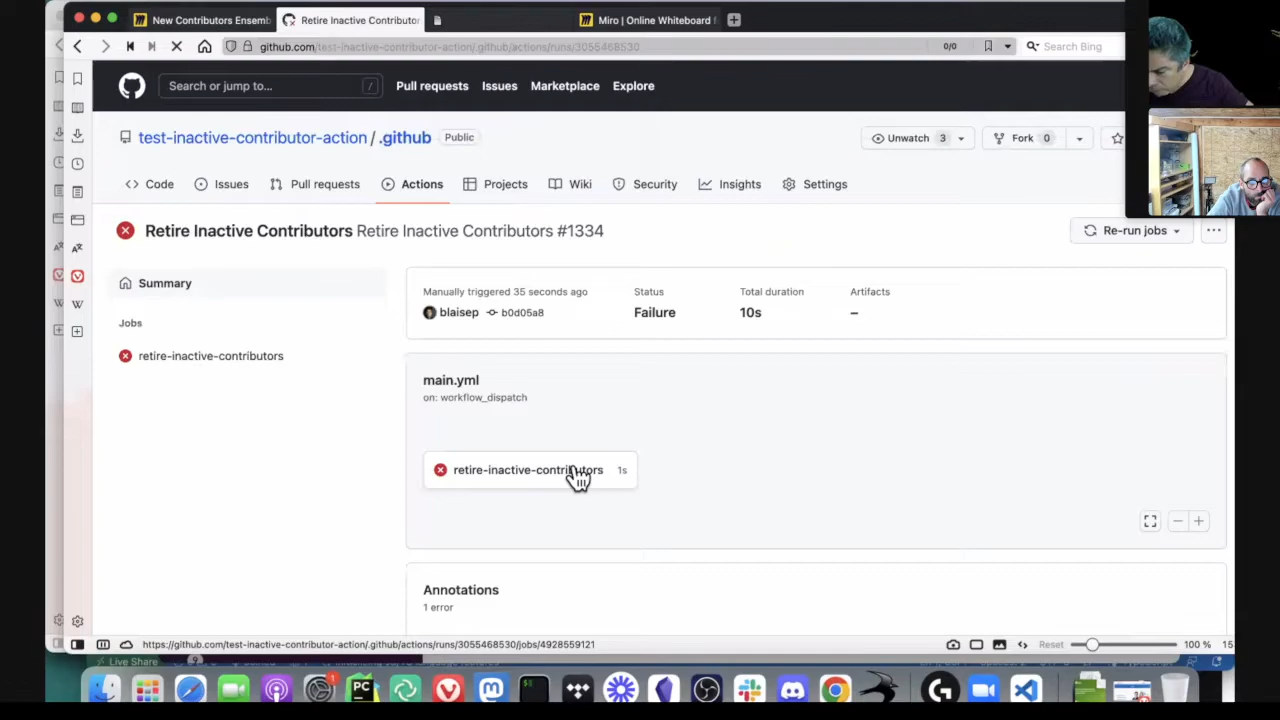 New Contributors Ensemb
Retire Inactive Contributor
Miro | Online Whiteboard f
github.com/test-inactive-contributor-action/.github/actions/runs/3055468530
0/0
Search Bing
Search or jump to...
/
Pull requests
Issues
Marketplace
Explore
test-inactive-contributor-action / .github
Public
Unwatch 3
Fork 0
Code
Issues
Pull requests
Actions
Projects
Wiki
Security
Insights
Settings
Retire Inactive Contributors Retire Inactive Contributors #1334
Re-run jobs
Summary
Jobs
retire-inactive-contributors
Manually triggered 35 seconds ago
blaisep b0d05a8
Status
Failure
Total duration
10s
Artifacts
–
main.yml
on: workflow_dispatch
retire-inactive-contributors 1s
Annotations
1 error
https://github.com/test-inactive-contributor-action/.github/actions/runs/3055468530/jobs/4928559121
Reset
100 %
15
Live Share
PC
1